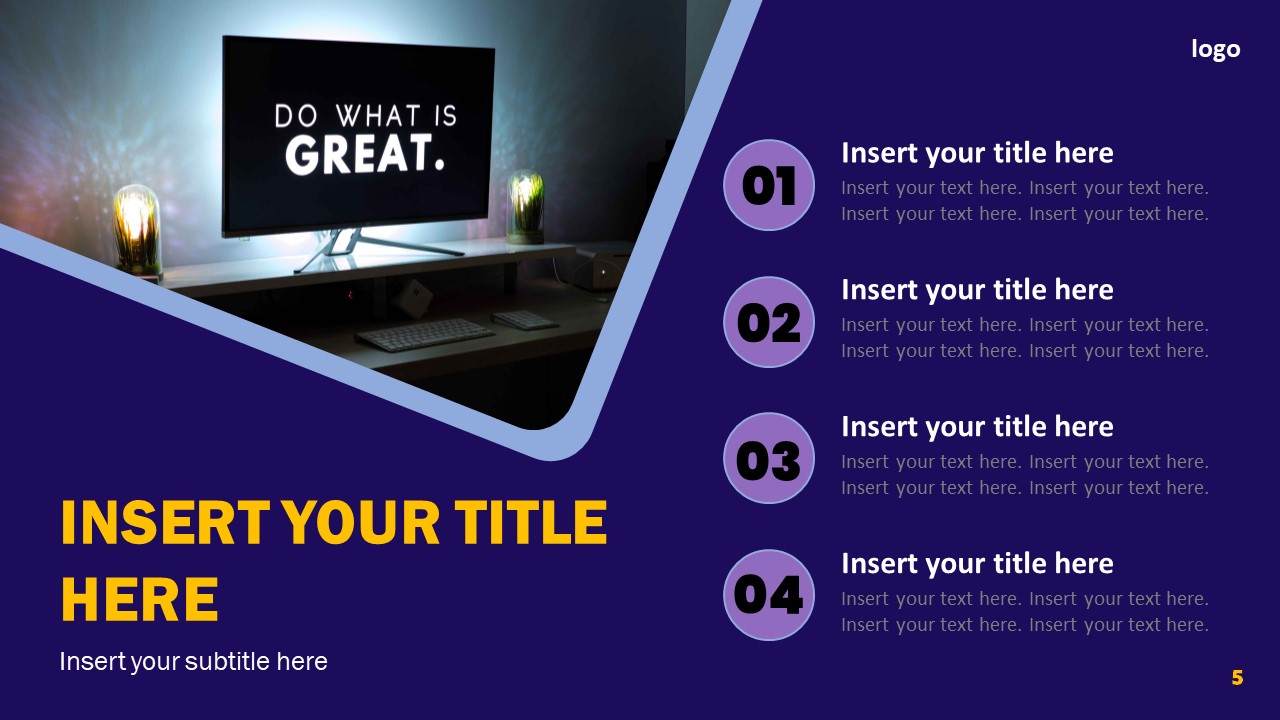 DO WHAT IS
GREAT.
logo
01
Insert your title here
Insert your text here. Insert your text here.
Insert your text here. Insert your text here.
02
Insert your title here
Insert your text here. Insert your text here.
Insert your text here. Insert your text here.
03
Insert your title here
Insert your text here. Insert your text here.
Insert your text here. Insert your text here.
04
Insert your title here
Insert your text here. Insert your text here.
Insert your text here. Insert your text here.
INSERT YOUR TITLE
HERE
Insert your subtitle here
5